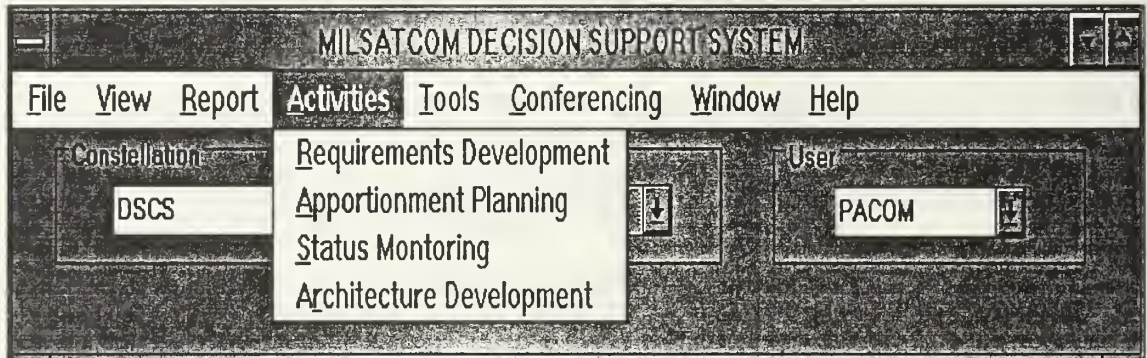 MILSATCOM DECISION SUPPORT SYSTEM
File View Report Activities Tools Conferencing Window Help
Constellation User
Requirements Development
DSCS Apportionment Planning PACOM
Status Montoring
Architecture Development